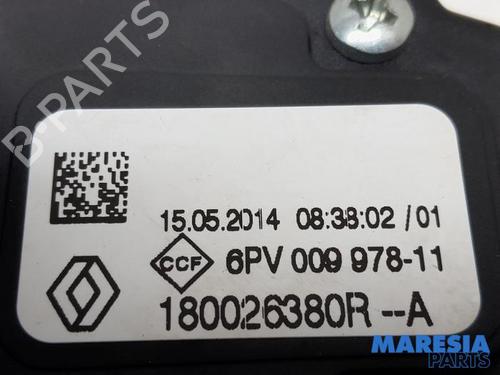 B-PARTS
15.05.2014 08:38:02 /01
CCF 6PV 009 978-11
180026380R --A
MARESIA
PARTS